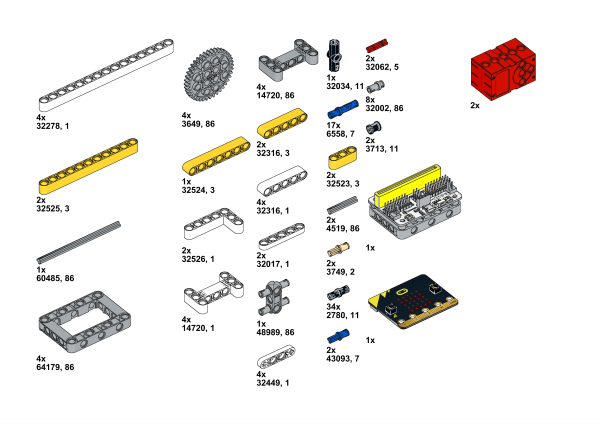 4x
32278, 1
2x
32525, 3
1x
60485, 86
4x
64179, 86
4x
3649, 86
1x
32524, 3
2x
32526, 1
4x
14720, 1
4x
14720, 86
2x
32316, 3
4x
32316, 1
2x
32017, 1
1x
48989, 86
4x
32449, 1
1x
32034, 11
17x
6558, 7
2x
32523, 3
2x
4519, 86
2x
3749, 2
34x
2780, 11
2x
43093, 7
2x
32062, 5
8x
32002, 86
2x
3713, 11
1x
1x
2x